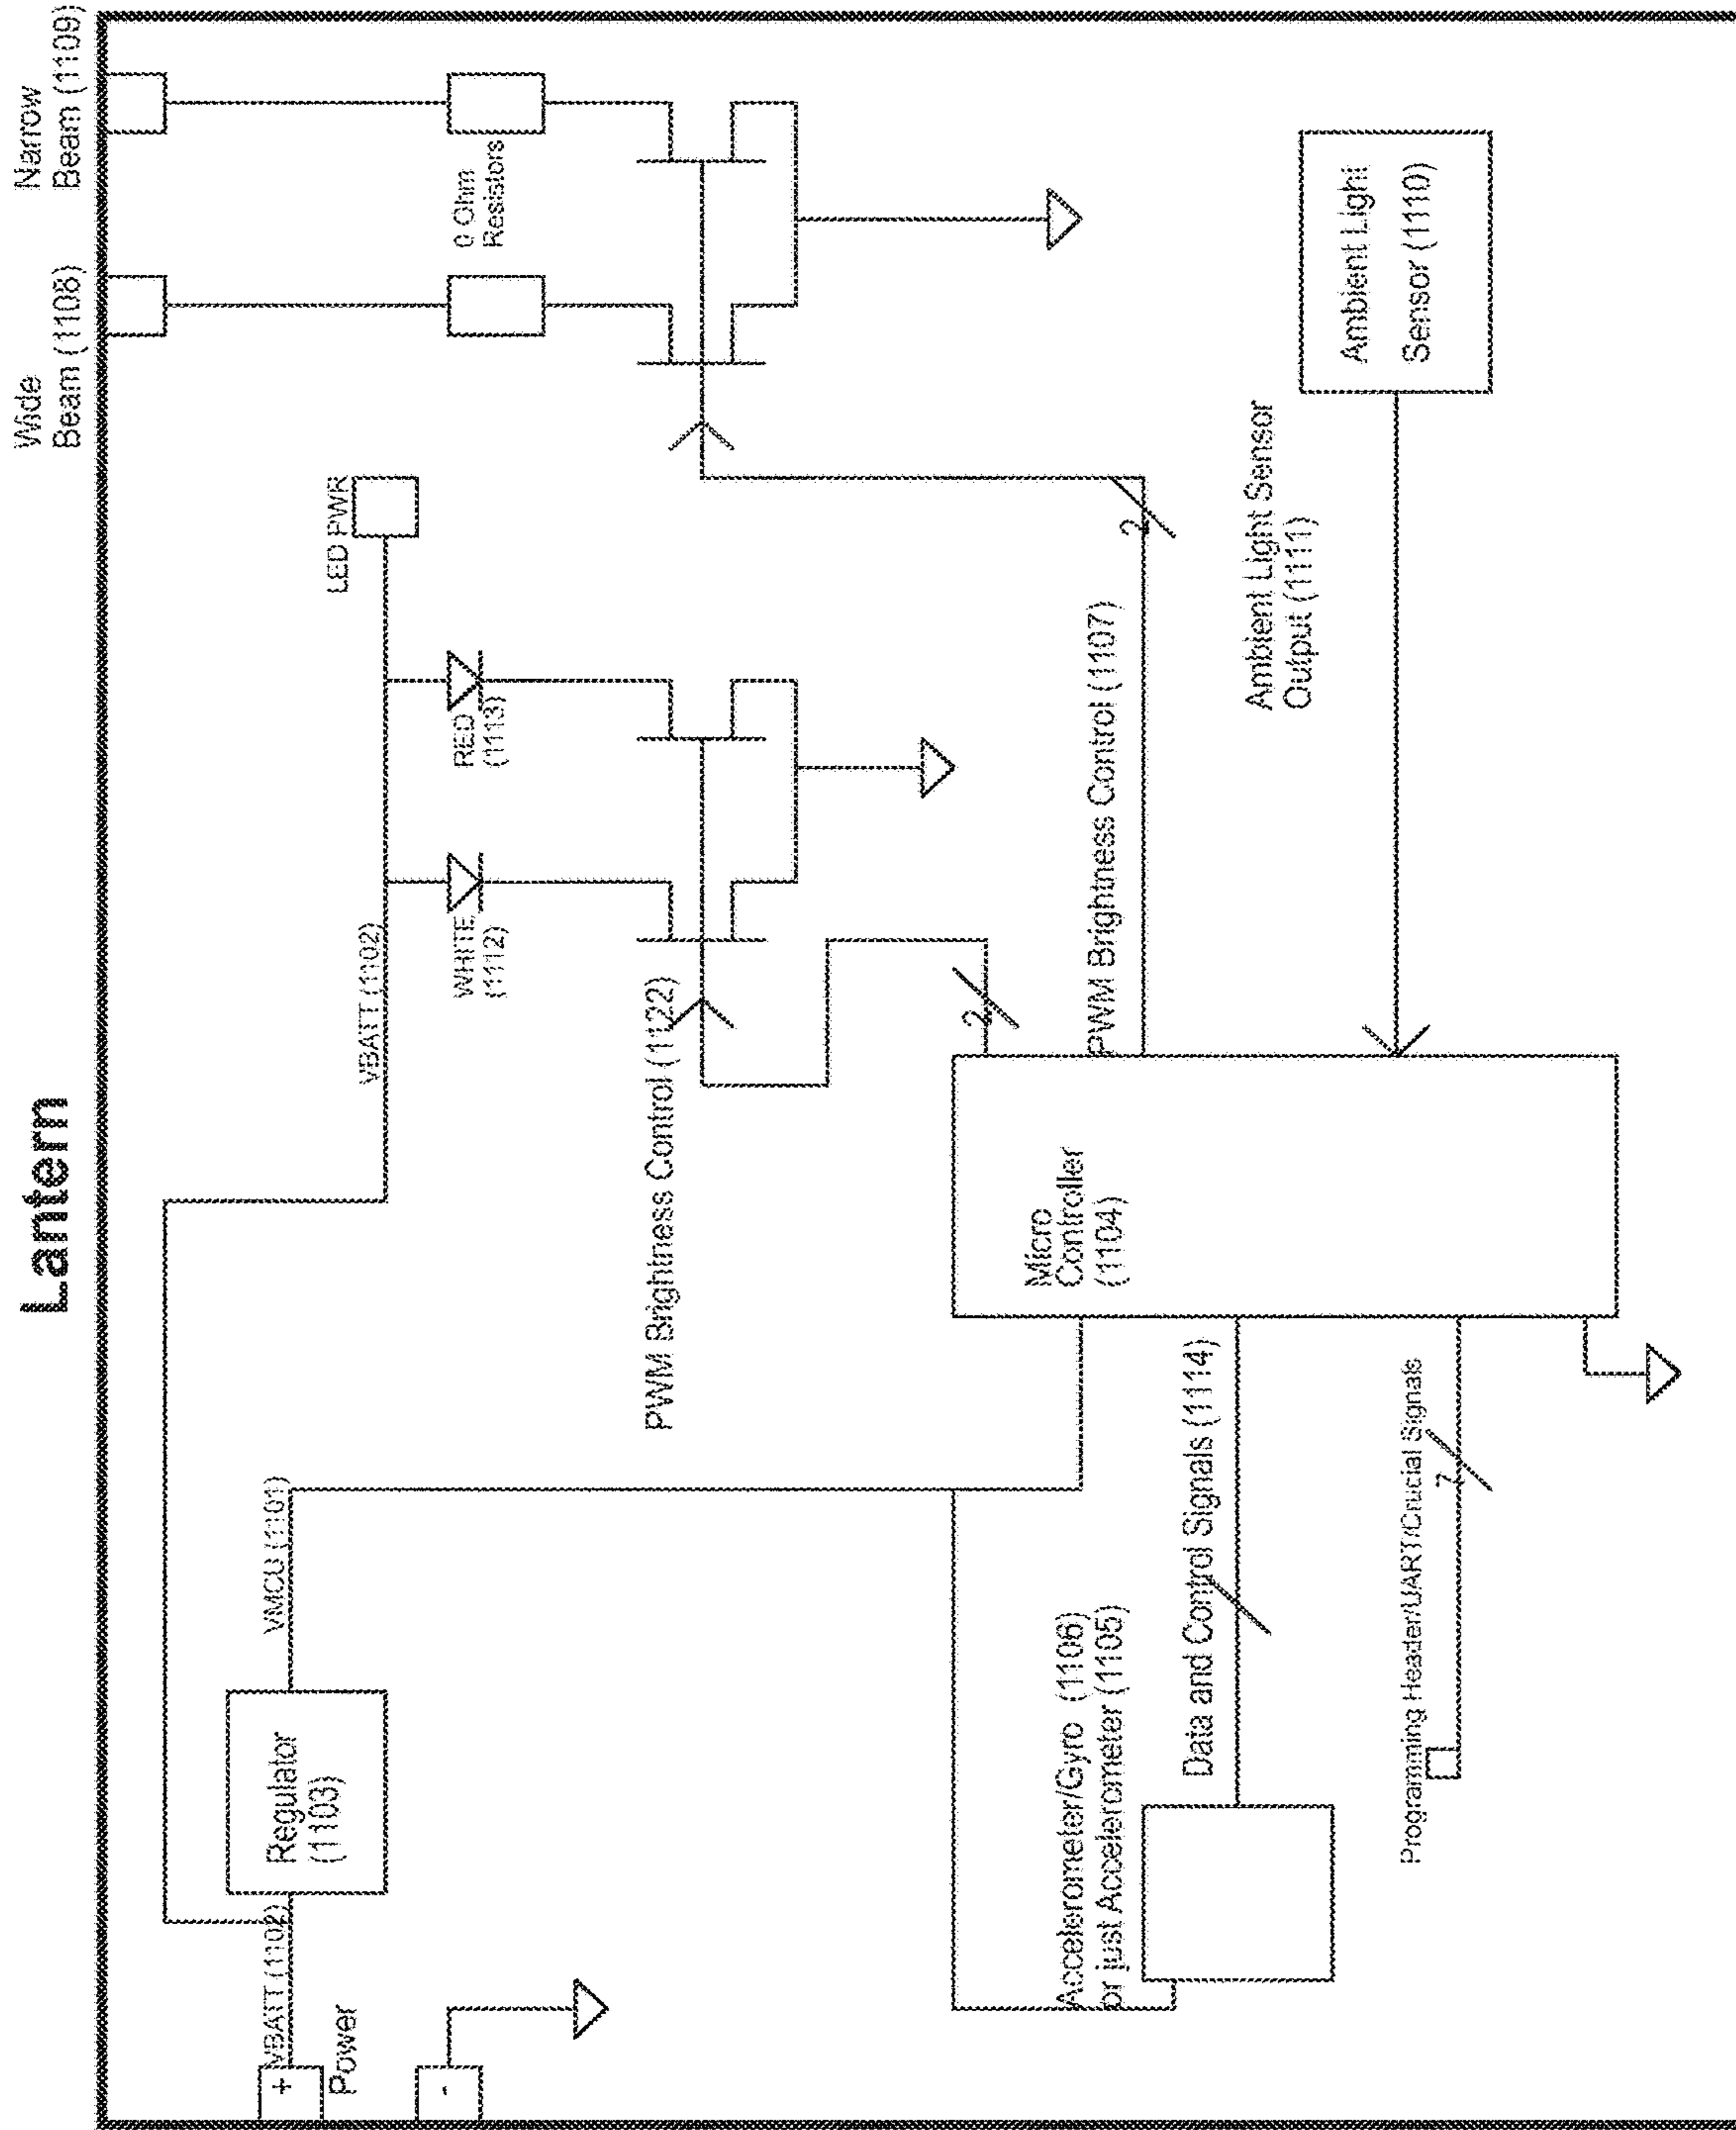 Lantern
Wide
Beam (1108)
Narrow
Beam (1109)
+
VBATT (1102)
Power
-
Regulator
(1103)
VMCU (1101)
VBATT (1102)
LED PWR
WHITE
(1112)
RED
(1113)
0 Ohm
Resistors
PWM Brightness Control (1122)
2
PWM Brightness Control (1107)
2
Micro
Controller
(1104)
Accelerometer/Gyro (1106)
or just Accelerometer (1105)
Data and Control Signals (1114)
Ambient Light Sensor
Output (1111)
Ambient Light
Sensor (1110)
Programming Header/UART/Crucial Signals
7